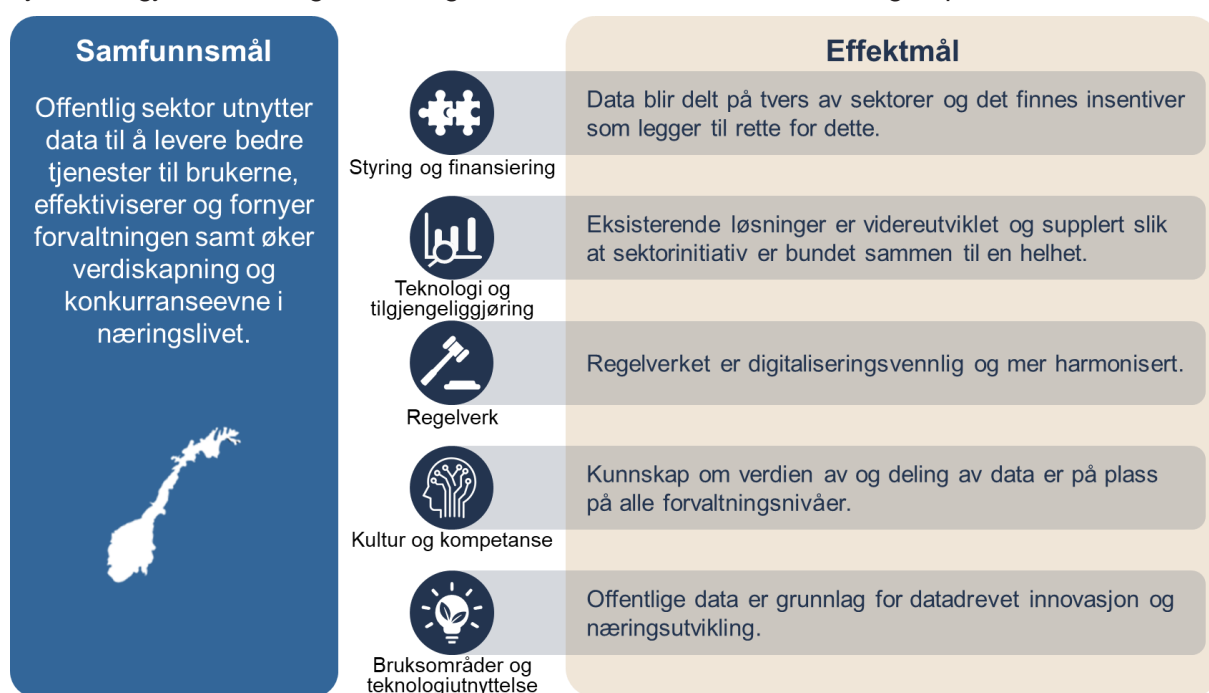 Samfunnsmål
Offentlig sektor utnytter
data til å levere bedre
tjenester til brukerne,
effektiviserer og fornyer
forvaltningen samt øker
verdiskapning og
konkurranseevne i
næringslivet.
Effektmål
Styring og finansiering
Data blir delt på tvers av sektorer og det finnes insentiver
som legger til rette for dette.
Teknologi og
tilgjengeliggjøring
Eksisterende løsninger er videreutviklet og supplert slik
at sektorinitiativ er bundet sammen til en helhet.
Regelverk
Regelverket er digitaliseringsvennlig og mer harmonisert.
Kultur og kompetanse
Kunnskap om verdien av og deling av data er på plass
på alle forvaltningsnivåer.
Bruksområder og
teknologiutnyttelse
Offentlige data er grunnlag for datadrevet innovasjon og
næringsutvikling.